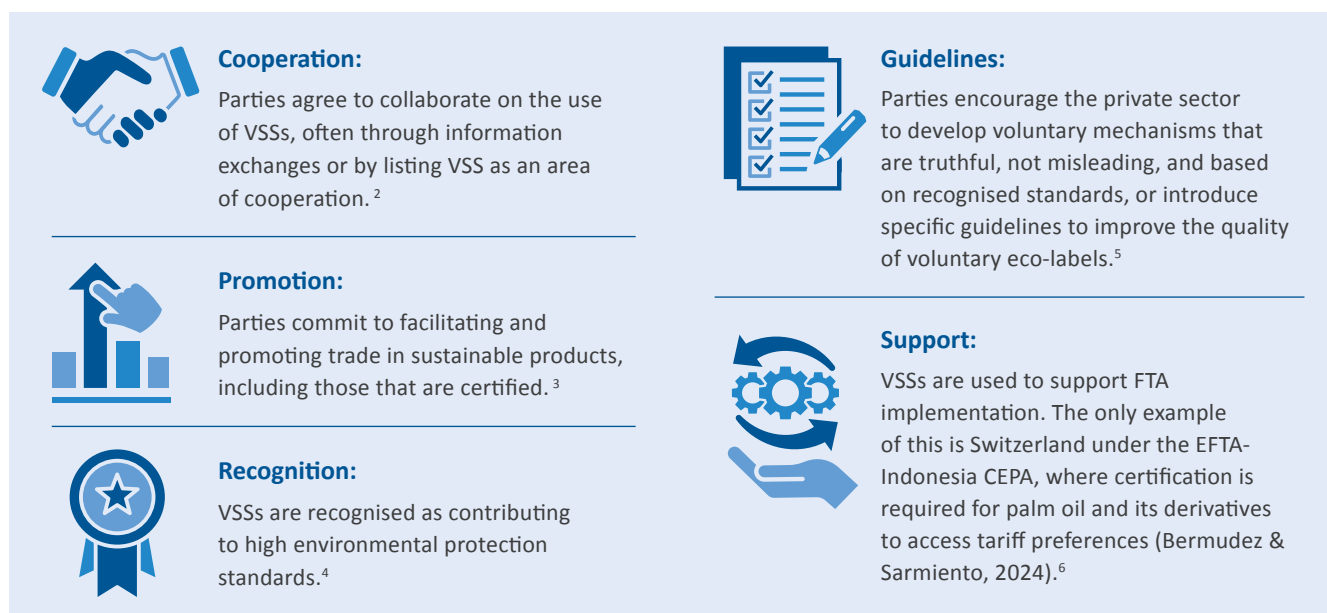 Cooperation:
Parties agree to collaborate on the use
of VSSs, often through information
exchanges or by listing VSS as an area
of cooperation. 2
Promotion:
Parties commit to facilitating and
promoting trade in sustainable products,
including those that are certified. 3
Recognition:
VSSs are recognised as contributing
to high environmental protection
standards.4
Guidelines:
Parties encourage the private sector
to develop voluntary mechanisms that
are truthful, not misleading, and based
on recognised standards, or introduce
specific guidelines to improve the quality
of voluntary eco-labels.5
Support:
VSSs are used to support FTA
implementation. The only example
of this is Switzerland under the EFTA-
Indonesia CEPA, where certification is
required for palm oil and its derivatives
to access tariff preferences (Bermudez &
Sarmiento, 2024).6